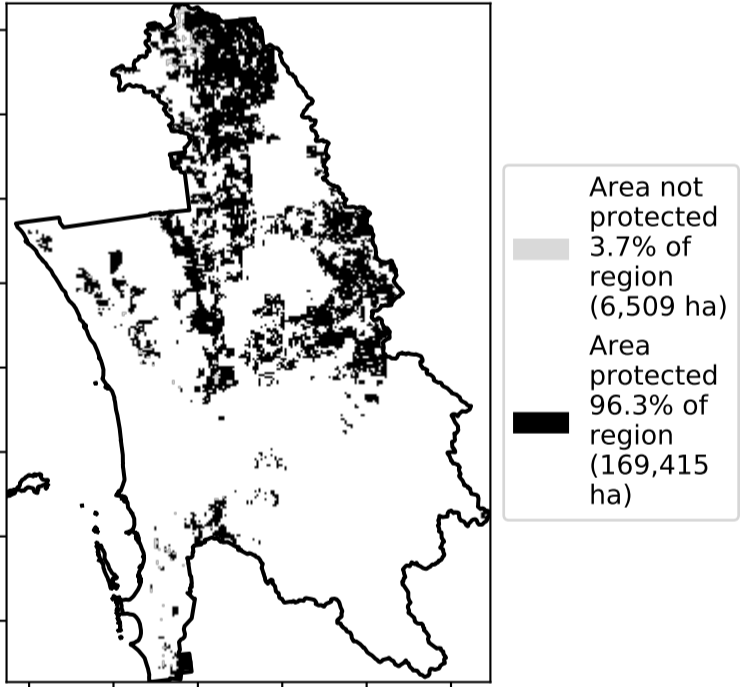 Area not
protected
3.7% of
region
(6,509 ha)
Area
protected
96.3% of
region
(169,415
ha)